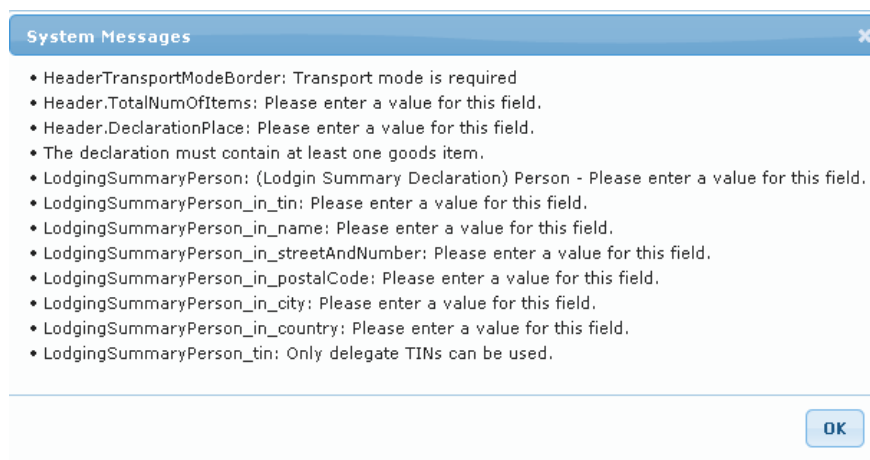 System Messages
• HeaderTransportModeBorder: Transport mode is required
• Header.TotalNumOfItems: Please enter a value for this field.
• Header.DeclarationPlace: Please enter a value for this field.
• The declaration must contain at least one goods item.
• LodgingSummaryPerson: (Lodgin Summary Declaration) Person - Please enter a value for this field.
• LodgingSummaryPerson_in_tin: Please enter a value for this field.
• LodgingSummaryPerson_in_name: Please enter a value for this field.
• LodgingSummaryPerson_in_streetAndNumber: Please enter a value for this field.
• LodgingSummaryPerson_in_postalCode: Please enter a value for this field.
• LodgingSummaryPerson_in_city: Please enter a value for this field.
• LodgingSummaryPerson_in_country: Please enter a value for this field.
• LodgingSummaryPerson_tin: Only delegate TINs can be used.
OK